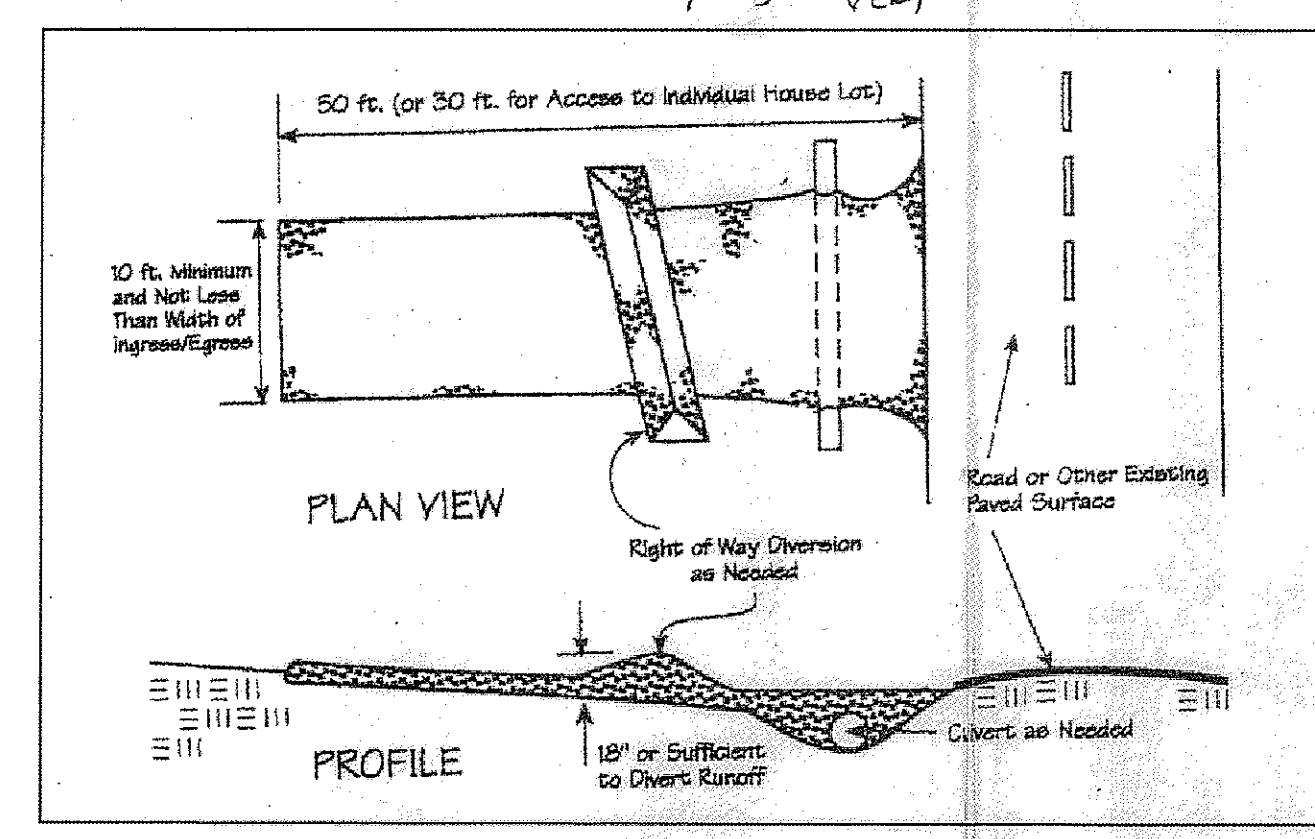 50 ft. (or 30 ft. for Access to Individual House Lot)
10 ft. Minimum
and Not Less
Than Width of
Ingress/Egress
PLAN VIEW
Right of Way Diversion
as Needed
Road or Other Existing
Paved Surface
PROFILE
18" or Sufficient
to Divert Runoff
Culvert as Needed